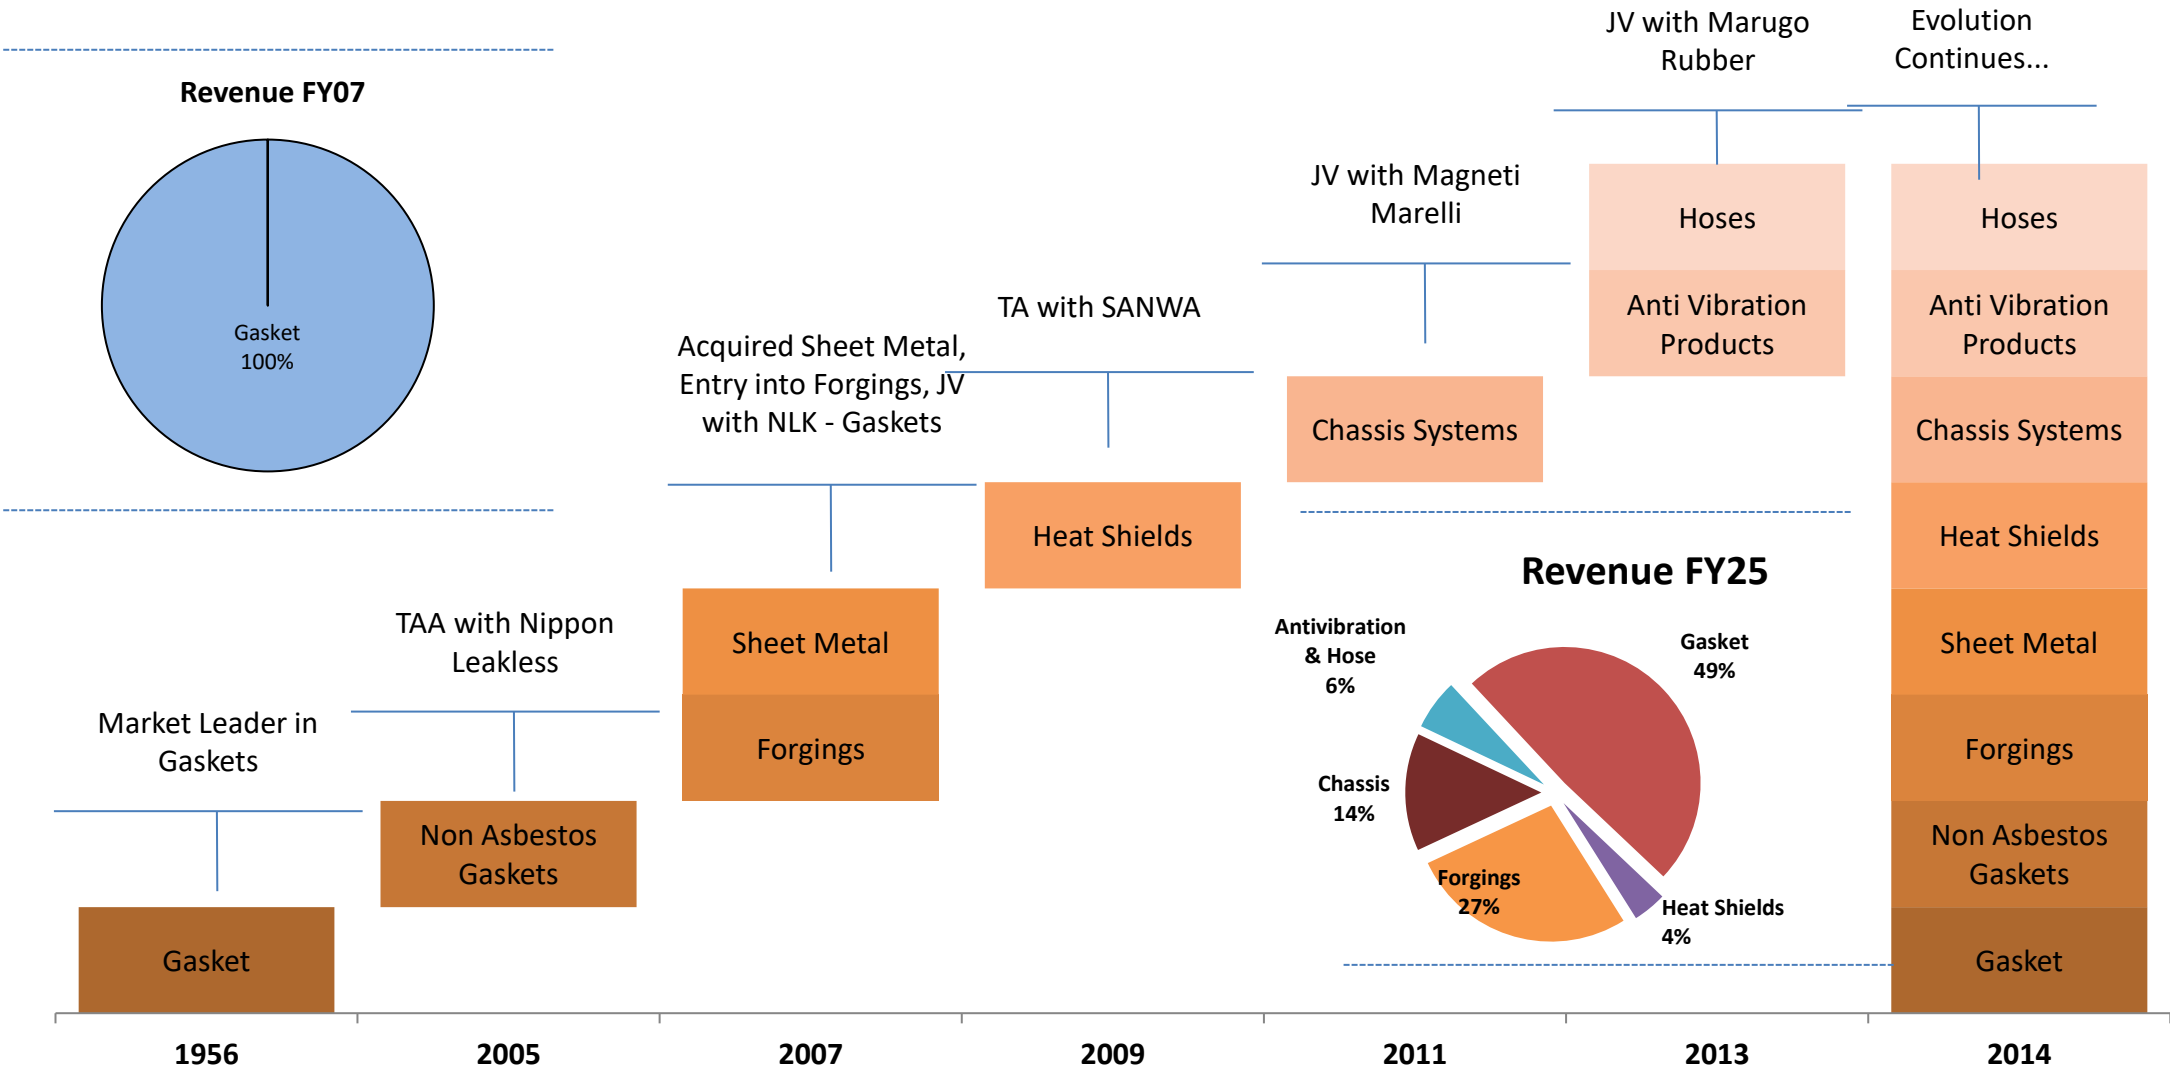 Revenue FY07
Gasket
100%
Market Leader in
Gaskets
Gasket
TAA with Nippon
Leakless
Non Asbestos
Gaskets
Acquired Sheet Metal,
Entry into Forgings, JV
with NLK - Gaskets
Sheet Metal
Forgings
TA with SANWA
Heat Shields
JV with Magneti
Marelli
Chassis Systems
JV with Marugo
Rubber
Hoses
Anti Vibration
Products
Evolution
Continues...
Hoses
Anti Vibration
Products
Chassis Systems
Heat Shields
Sheet Metal
Forgings
Non Asbestos
Gaskets
Gasket
Revenue FY25
Antivibration
& Hose
6%
Gasket
49%
Chassis
14%
Forgings
27%
Heat Shields
4%
1956
2005
2007
2009
2011
2013
2014